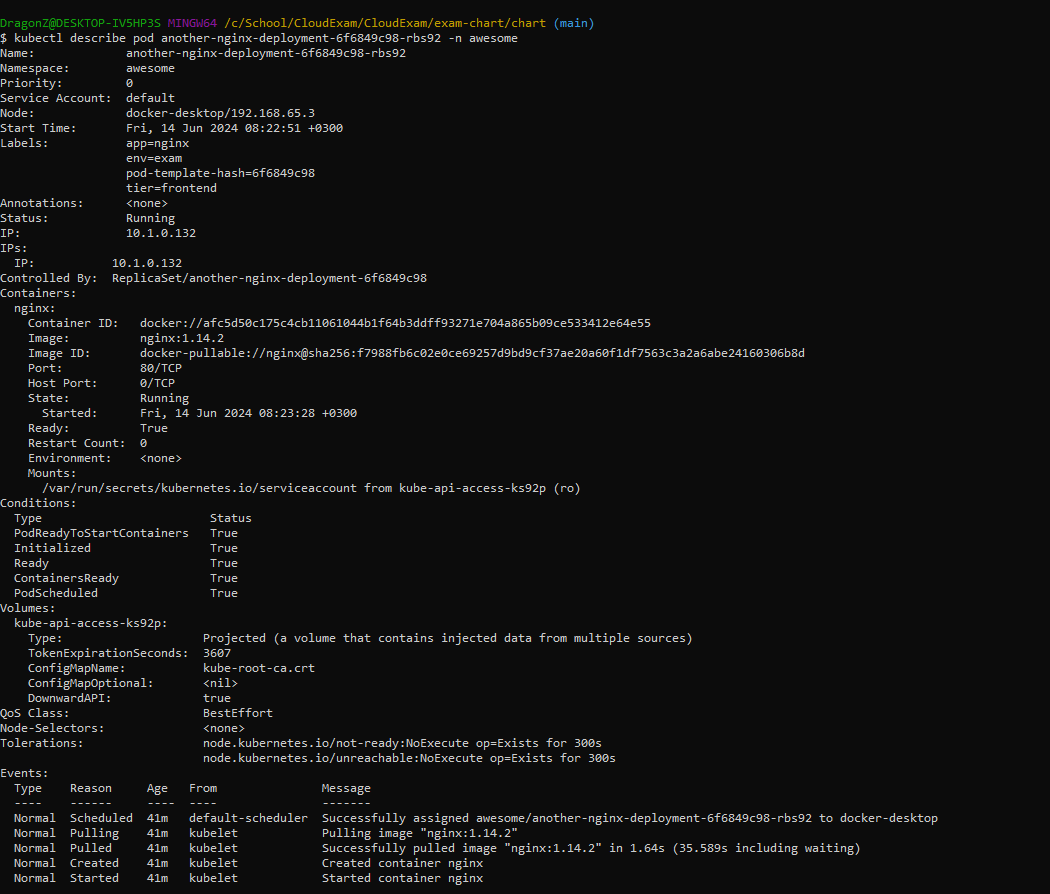 DragonZ@DESKTOP-IV5HP3S MINGW64 /c/School/CloudExam/CloudExam/exam-chart/chart (main)
$ kubectl describe pod another-nginx-deployment-6f6849c98-rbs92 -n awesome
Name:             another-nginx-deployment-6f6849c98-rbs92
Namespace:        awesome
Priority:         0
Service Account:  default
Node:             docker-desktop/192.168.65.3
Start Time:       Fri, 14 Jun 2024 08:22:51 +0300
Labels:           app=nginx
                  env=exam
                  pod-template-hash=6f6849c98
                  tier=frontend
Annotations:      <none>
Status:           Running
IP:               10.1.0.132
IPs:
  IP:           10.1.0.132
Controlled By:  ReplicaSet/another-nginx-deployment-6f6849c98
Containers:
  nginx:
    Container ID:   docker://afc5d50c175c4cb11061044b1f64b3ddff93271e704a865b09ce533412e64e55
    Image:          nginx:1.14.2
    Image ID:       docker-pullable://nginx@sha256:f7988fb6c02e0ce69257d9bd9cf37ae20a60f1df7563c3a2a6abe24160306b8d
    Port:           80/TCP
    Host Port:      0/TCP
    State:          Running
      Started:      Fri, 14 Jun 2024 08:23:28 +0300
    Ready:          True
    Restart Count:  0
    Environment:    <none>
    Mounts:
      /var/run/secrets/kubernetes.io/serviceaccount from kube-api-access-ks92p (ro)
Conditions:
  Type                        Status
  PodReadyToStartContainers   True
  Initialized                 True
  Ready                       True
  ContainersReady             True
  PodScheduled                True
Volumes:
  kube-api-access-ks92p:
    Type:                    Projected (a volume that contains injected data from multiple sources)
    TokenExpirationSeconds:  3607
    ConfigMapName:           kube-root-ca.crt
    ConfigMapOptional:       <nil>
    DownwardAPI:             true
QoS Class:                   BestEffort
Node-Selectors:              <none>
Tolerations:                 node.kubernetes.io/not-ready:NoExecute op=Exists for 300s
                             node.kubernetes.io/unreachable:NoExecute op=Exists for 300s
Events:
  Type    Reason     Age   From               Message
  ----    ------     ----  ----               -------
  Normal  Scheduled  41m   default-scheduler  Successfully assigned awesome/another-nginx-deployment-6f6849c98-rbs92 to docker-desktop
  Normal  Pulling    41m   kubelet            Pulling image "nginx:1.14.2"
  Normal  Pulled     41m   kubelet            Successfully pulled image "nginx:1.14.2" in 1.64s (35.589s including waiting)
  Normal  Created    41m   kubelet            Created container nginx
  Normal  Started    41m   kubelet            Started container nginx